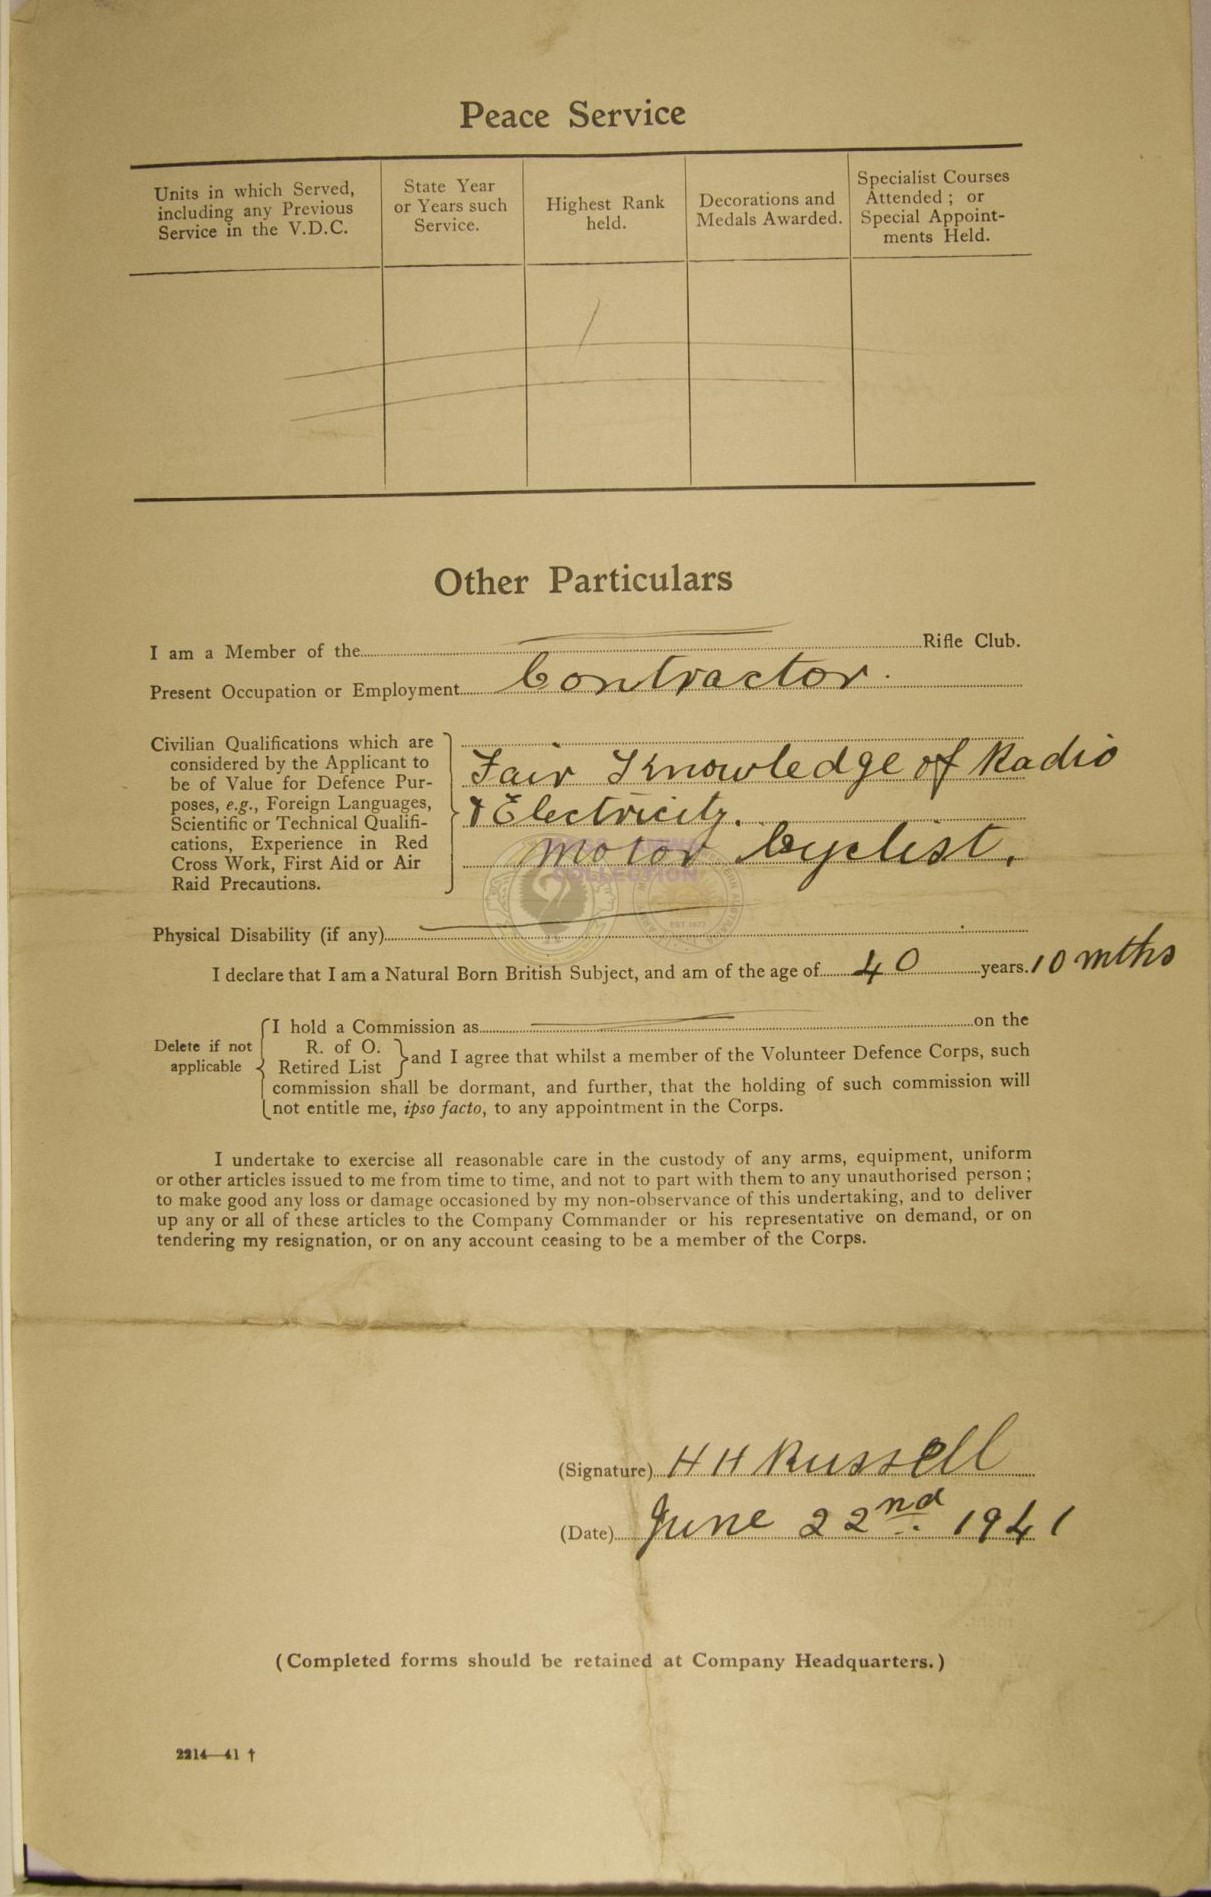 Peace Service
Units in which Served, including any Previous Service in the V.D.C.
State Year or Years such Service.
Highest Rank held.
Decorations and Medals Awarded.
Specialist Courses Attended; or Special Appoint-ments Held.
Other Particulars
I am a Member of the Rifle Club.
Present Occupation or Employment Contractor.
Civilian Qualifications which are
considered by the Applicant to
be of Value for Defence Pur-
poses, e.g., Foreign Languages,
Scientific or Technical Qualifi-
cations, Experience in Red
Cross Work, First Aid or Air
Raid Precautions.
Fair Knowledge of Radio
& Electricity.
Motor Cyclist.
COLLECTION
Physical Disability (if any)
I declare that I am a Natural Born British Subject, and am of the age of 40 years. 10 mths
Delete if not
applicable
I hold a Commission as on the
R. of O.
Retired List
and I agree that whilst a member of the Volunteer Defence Corps, such
commission shall be dormant, and further, that the holding of such commission will
not entitle me, ipso facto, to any appointment in the Corps.
I undertake to exercise all reasonable care in the custody of any arms, equipment, uniform
or other articles issued to me from time to time, and not to part with them to any unauthorised person;
to make good any loss or damage occasioned by my non-observance of this undertaking, and to deliver
up any or all of these articles to the Company Commander or his representative on demand, or on
tendering my resignation, or on any account ceasing to be a member of the Corps.
(Signature) H H Russell
(Date) June 22nd. 1941
(Completed forms should be retained at Company Headquarters.)
2214—41 †